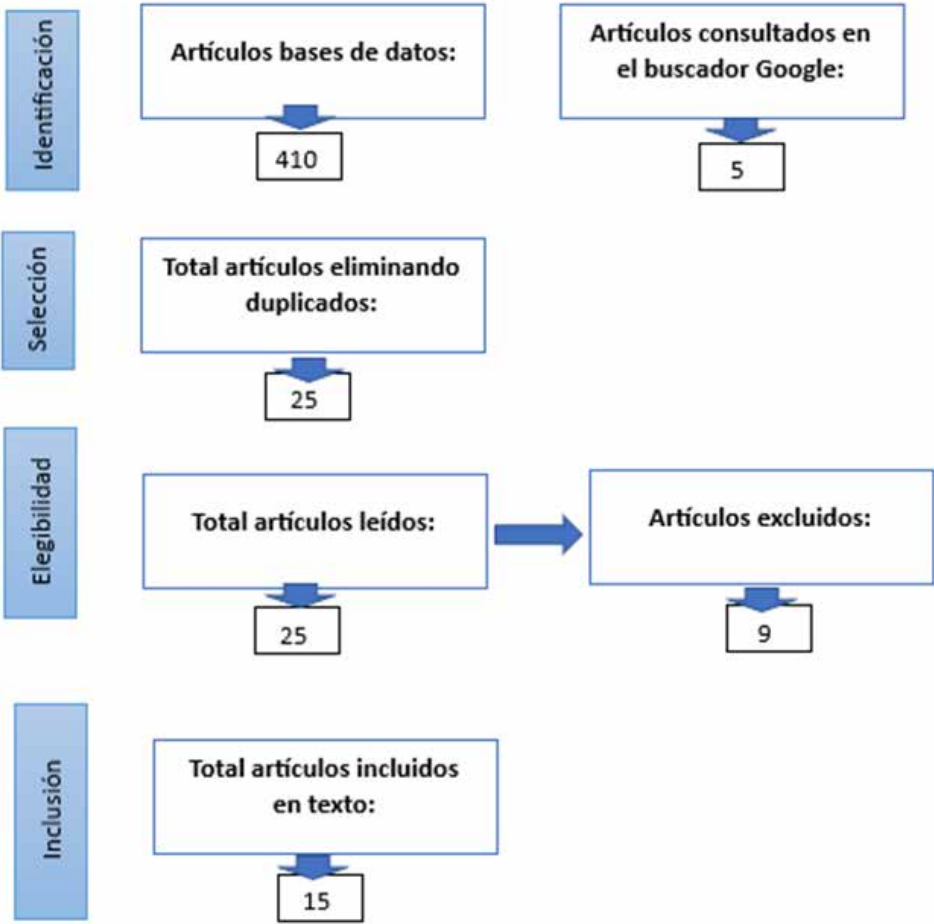 Identificación
Artículos bases de datos:
410
Artículos consultados en
el buscador Google:
5
Selección
Total artículos eliminando
duplicados:
25
Elegibilidad
Total artículos leídos:
25
Artículos excluidos:
9
Inclusión
Total artículos incluidos
en texto:
15